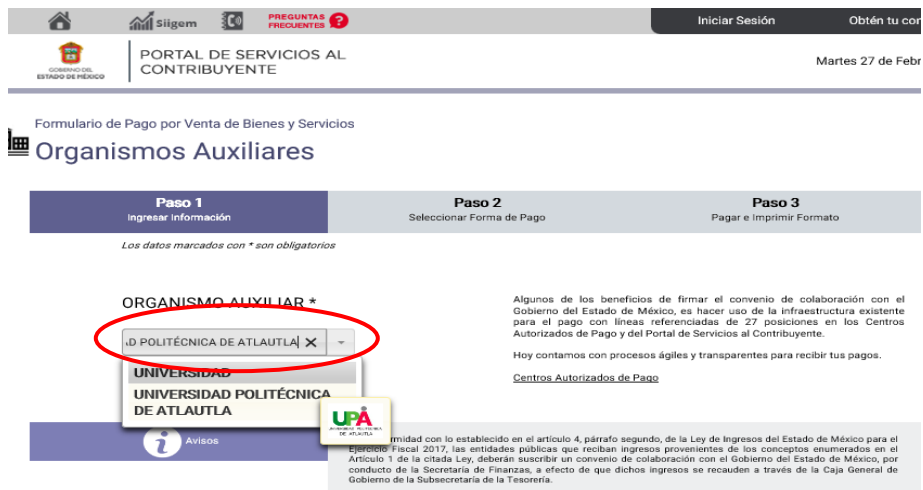 Siigem
PREGUNTAS
FRECUENTES ?
Iniciar Sesión
Obtén tu con
GOBIERNO DEL
ESTADO DE MÉXICO
PORTAL DE SERVICIOS AL
CONTRIBUYENTE
Martes 27 de Febr
Formulario de Pago por Venta de Bienes y Servicios
Organismos Auxiliares
Paso 1
Ingresar Información
Paso 2
Seleccionar Forma de Pago
Paso 3
Pagar e Imprimir Formato
Los datos marcados con * son obligatorios
ORGANISMO AUXILIAR *
AD POLITÉCNICA DE ATLAUTLA
UNIVERSIDAD
UNIVERSIDAD POLITÉCNICA
DE ATLAUTLA
UPA
UNIVERSIDAD POLITÉCNICA
DE ATLAUTLA
Algunos de los beneficios de firmar el convenio de colaboración con el
Gobierno del Estado de México, es hacer uso de la infraestructura existente
para el pago con líneas referenciadas de 27 posiciones en los Centros
Autorizados de Pago y del Portal de Servicios al Contribuyente.
Hoy contamos con procesos ágiles y transparentes para recibir tus pagos.
Centros Autorizados de Pago
i
Avisos
rmidad con lo establecido en el artículo 4, párrafo segundo, de la Ley de Ingresos del Estado de México para el
Ejercicio Fiscal 2017, las entidades públicas que reciban ingresos provenientes de los conceptos enumerados en el
Artículo 1 de la citada Ley, deberán suscribir un convenio de colaboración con el Gobierno del Estado de México, por
conducto de la Secretaría de Finanzas, a efecto de que dichos ingresos se recauden a través de la Caja General de
Gobierno de la Subsecretaría de la Tesorería.